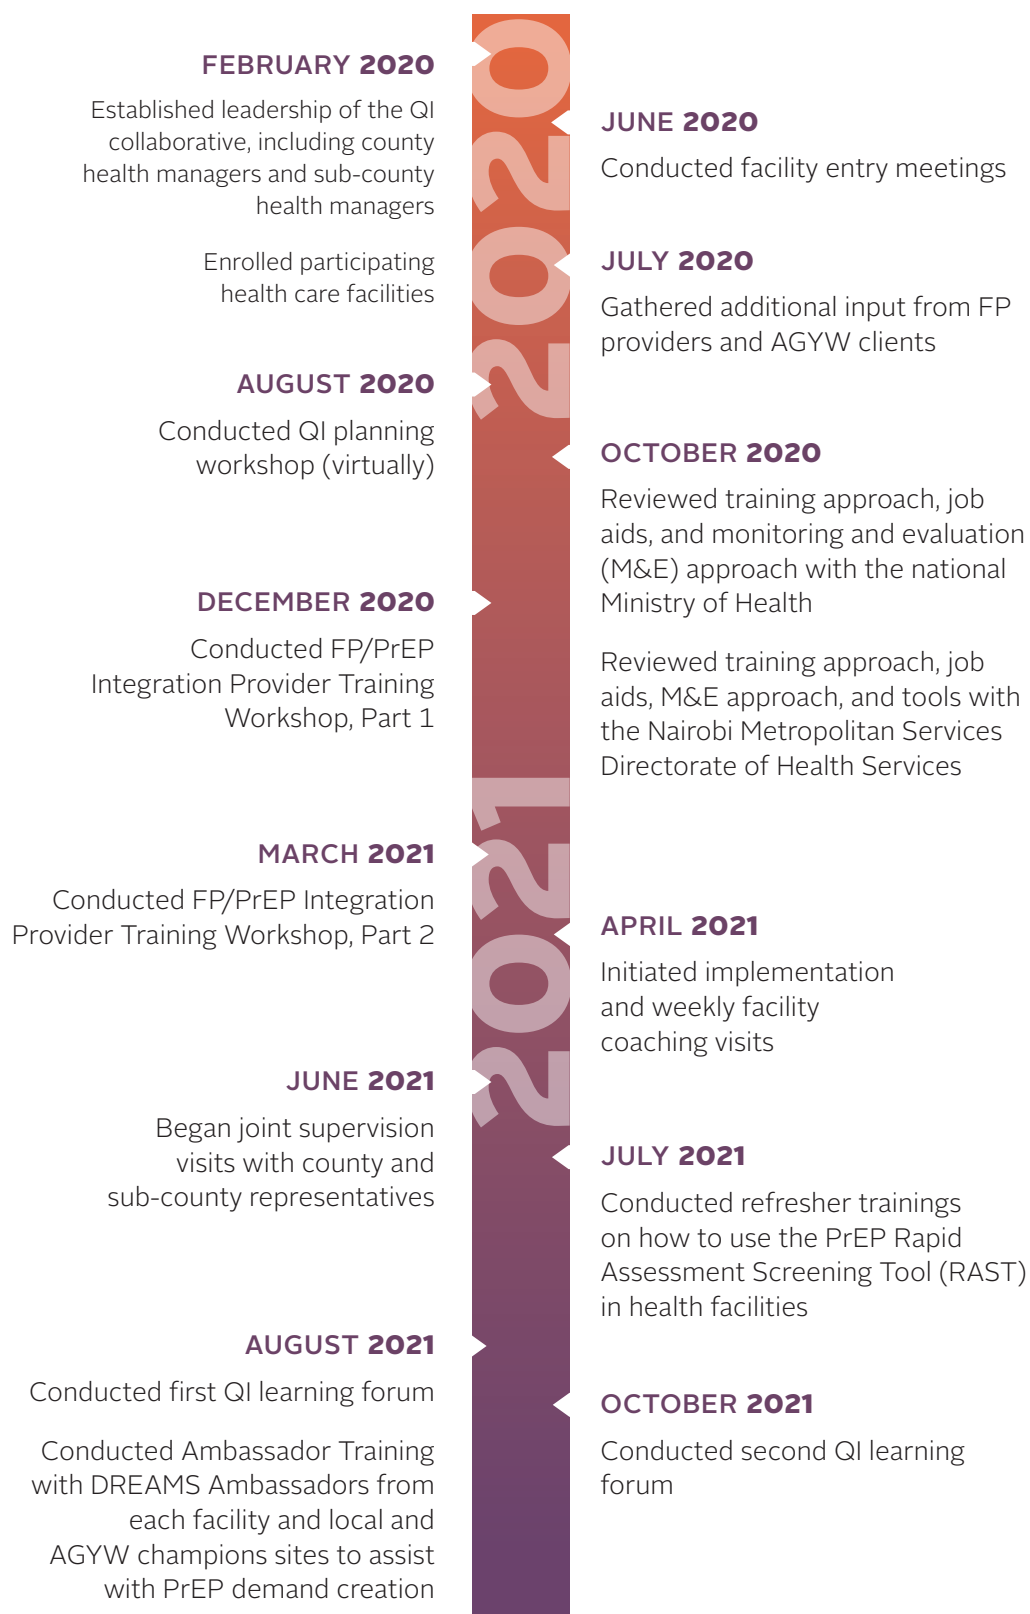 FEBRUARY 2020
Established leadership of the QI
collaborative, including county
health managers and sub-county
health managers
Enrolled participating
health care facilities
2020
JUNE 2020
Conducted facility entry meetings
JULY 2020
Gathered additional input from FP
providers and AGYW clients
AUGUST 2020
Conducted QI planning
workshop (virtually)
OCTOBER 2020
Reviewed training approach, job
aids, and monitoring and evaluation
(M&E) approach with the national
Ministry of Health
Reviewed training approach, job
aids, M&E approach, and tools with
the Nairobi Metropolitan Services
Directorate of Health Services
DECEMBER 2020
Conducted FP/PrEP
Integration Provider Training
Workshop, Part 1
2021
MARCH 2021
Conducted FP/PrEP Integration
Provider Training Workshop, Part 2
APRIL 2021
Initiated implementation
and weekly facility
coaching visits
JUNE 2021
Began joint supervision
visits with county and
sub-county representatives
JULY 2021
Conducted refresher trainings
on how to use the PrEP Rapid
Assessment Screening Tool (RAST)
in health facilities
AUGUST 2021
Conducted first QI learning forum
Conducted Ambassador Training
with DREAMS Ambassadors from
each facility and local and
AGYW champions sites to assist
with PrEP demand creation
OCTOBER 2021
Conducted second QI learning
forum